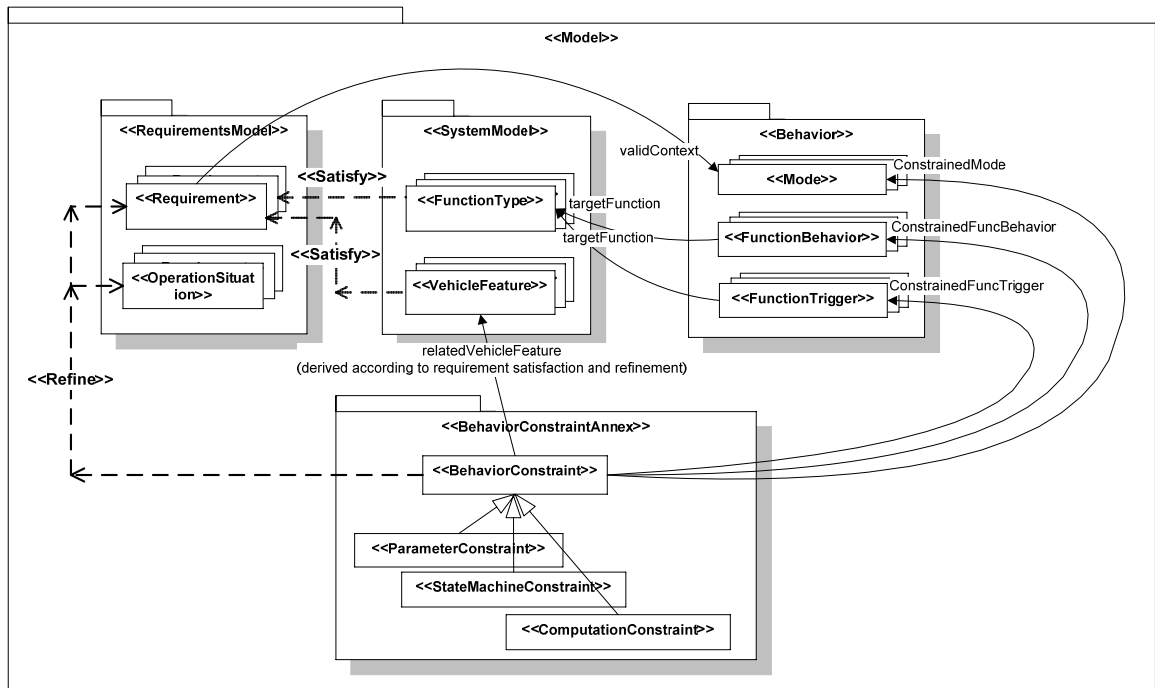 <<Model>>
<<RequirementsModel>>
<<SystemModel>>
<<Behavior>>
validContext
<<Satisfy>>
ConstrainedMode
<<Mode>>
<<Requirement>>
<<FunctionType>>
targetFunction
<<FunctionBehavior>>
ConstrainedFuncBehavior
targetFunction
<<Satisfy>>
<<OperationSituat
ion>>
<<VehicleFeature>>
<<FunctionTrigger>>
ConstrainedFuncTrigger
relatedVehicleFeature
(derived according to requirement satisfaction and refinement)
<<Refine>>
<<BehaviorConstraintAnnex>>
<<BehaviorConstraint>>
<<ParameterConstraint>>
<<StateMachineConstraint>>
<<ComputationConstraint>>